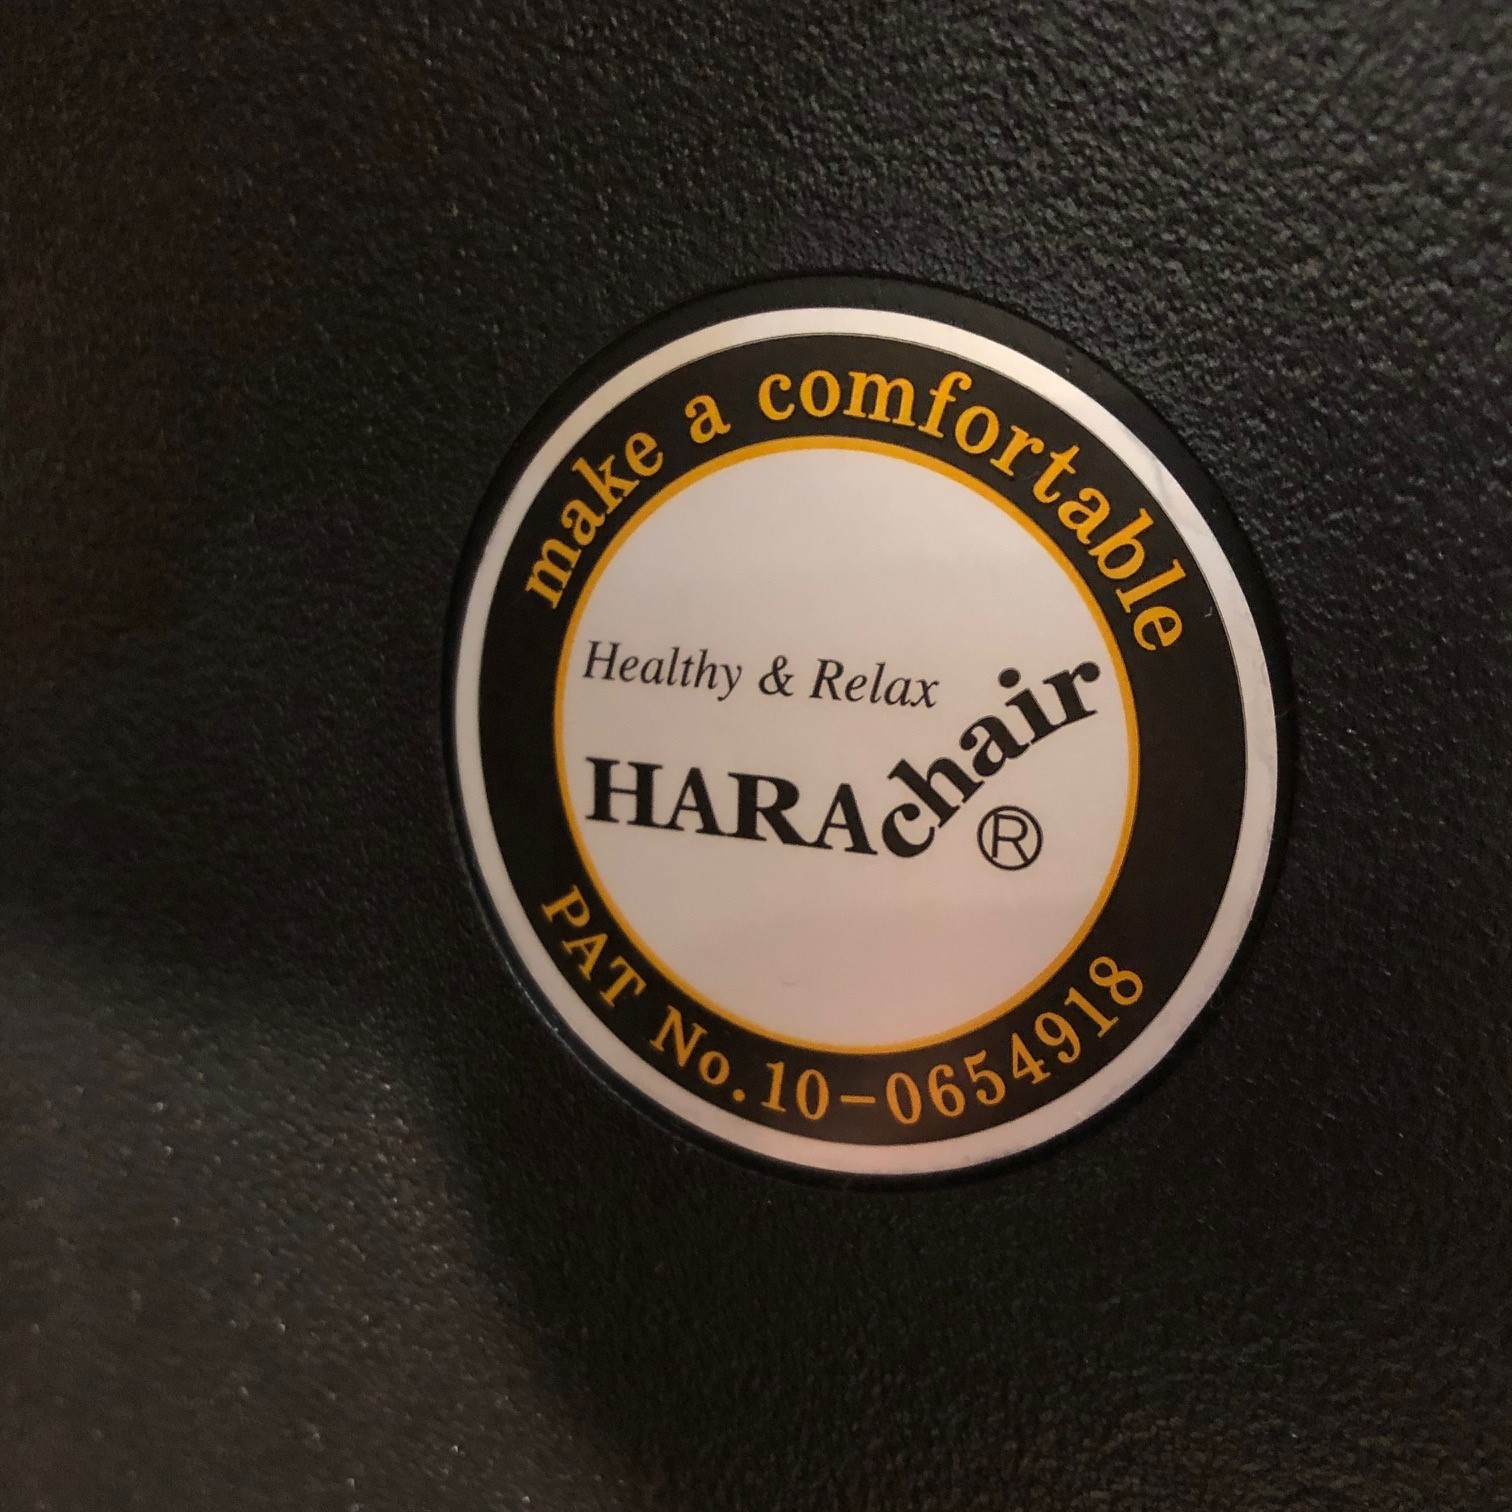 make a comfortable
Healthy & Relax
HARAchair
®
PAT No.10-0654918